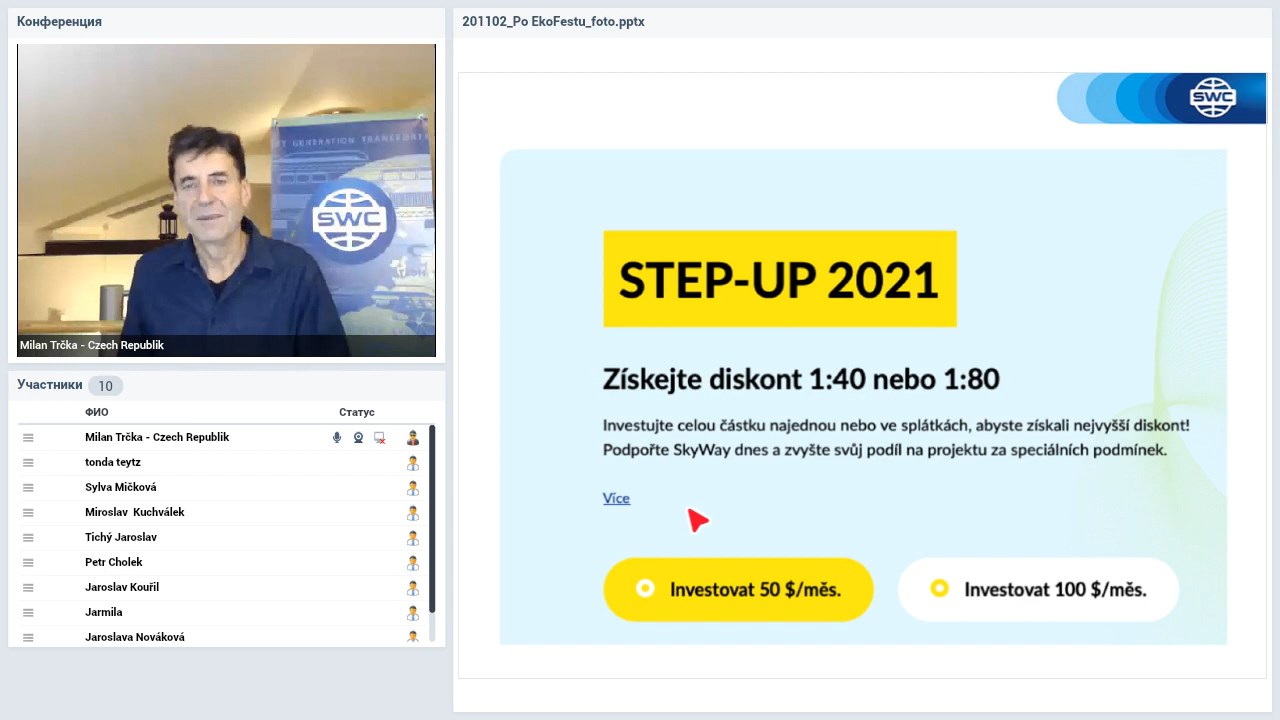 Конференция
NEXT GENERATION TRANSPORT
SWC
Milan Trčka - Czech Republik
Участники 10
ФИО Статус
Milan Trčka - Czech Republik
tonda teytz
Sylva Mičková
Miroslav Kuchválek
Tichý Jaroslav
Petr Cholek
Jaroslav Kouřil
Jarmila
Jaroslava Nováková
201102_Po EkoFestu_foto.pptx
SWC
STEP-UP 2021
Získejte diskont 1:40 nebo 1:80
Investujte celou částku najednou nebo ve splátkách, abyste získali nejvyšší diskont!
Podpořte SkyWay dnes a zvyšte svůj podíl na projektu za speciálních podmínek.
Více
Investovat 50 $/měs.
Investovat 100 $/měs.